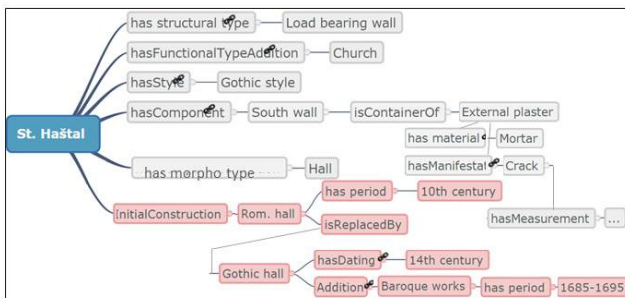 has structural type
Load bearing wall
hasFunctionalTypeAddition
Church
hasStyle
Gothic style
hasComponent
South wall
isContainerOf
External plaster
St. Haštal
has material
Mortar
hasManifestat
Crack
has morpho type
Hall
hasMeasurement
...
has period
10th century
InitialConstruction
Rom. hall
isReplacedBy
Gothic hall
hasDating
14th century
Addition
Baroque works
has period
1685-1695